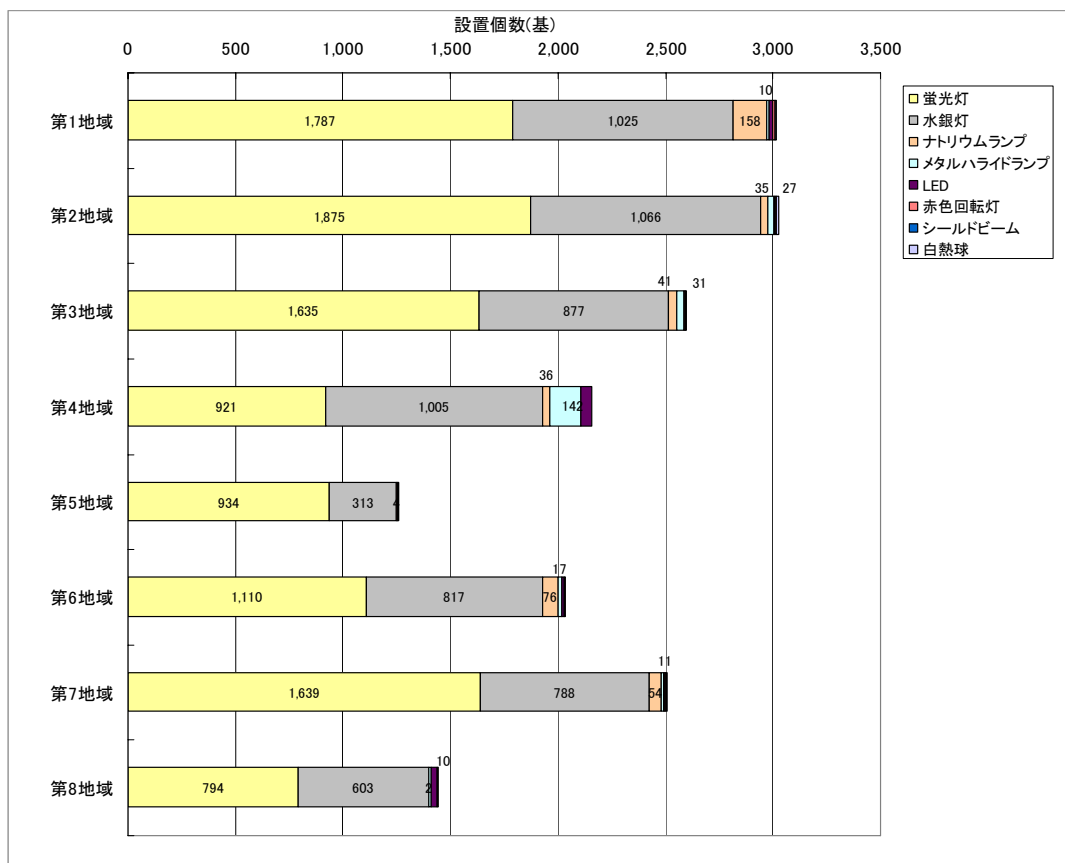 設置個数(基)
0 500 1,000 1,500 2,000 2,500 3,000 3,500
第1地域 1,787 1,025 158 10
第2地域 1,875 1,066 35 27
第3地域 1,635 877 41 31
第4地域 921 1,005 36 142
第5地域 934 313 4
第6地域 1,110 817 76 17
第7地域 1,639 788 54 11
第8地域 794 603 2 10
蛍光灯
水銀灯
ナトリウムランプ
メタルハライドランプ
LED
赤色回転灯
シールドビーム
白熱球